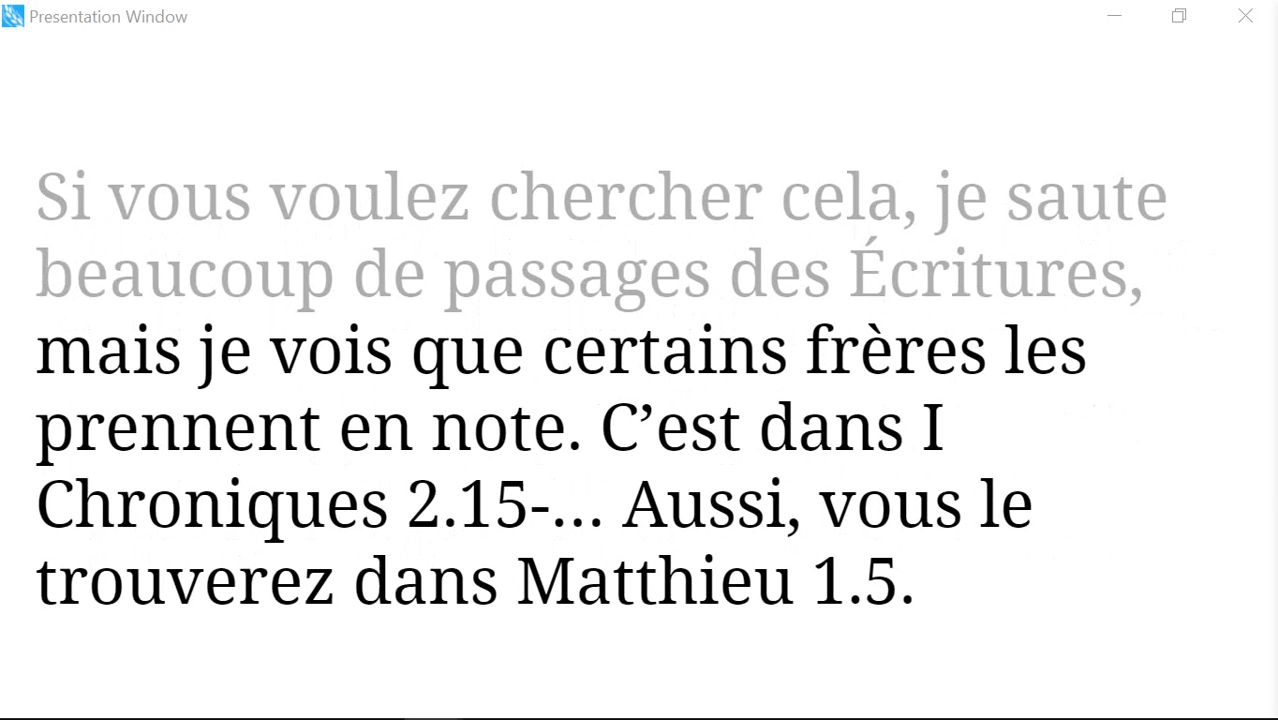 Presentation Window
Si vous voulez chercher cela, je saute
beaucoup de passages des Écritures,
mais je vois que certains frères les
prennent en note. C’est dans I
Chroniques 2.15-… Aussi, vous le
trouverez dans Matthieu 1.5.